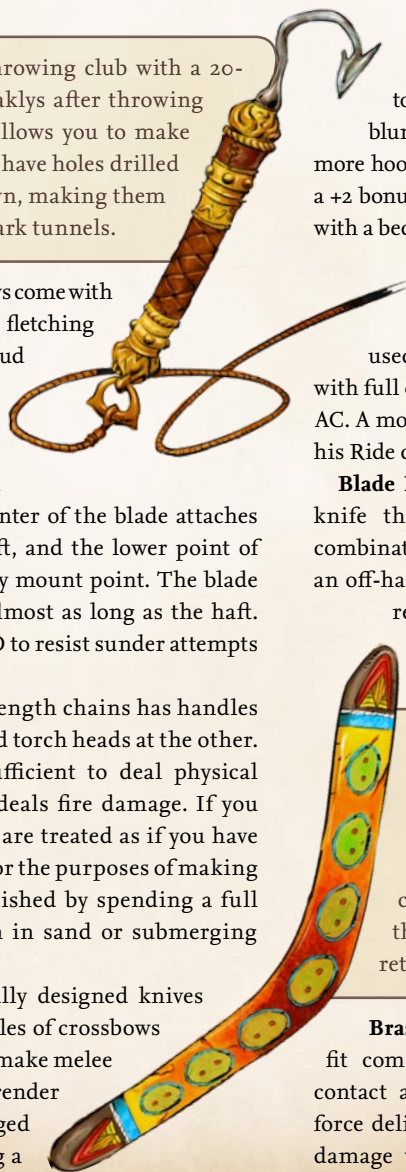 rowing club with a 20-
aklys after throwing
llows you to make
have holes drilled
n, making them
ark tunnels.
s come with
fletching
ud
nter of the blade attaches
ft, and the lower point of
y mount point. The blade
lmost as long as the haft.
to resist sunder attempts
ength chains has handles
d torch heads at the other.
fficient to deal physical
deals fire damage. If you
are treated as if you have
or the purposes of making
ished by spending a full
in sand or submerging
lly designed knives
les of crossbows
make melee
render
ged
g a
to
blu
more hoo
a +2 bonu
with a bec
used
with full
AC. A mo
his Ride
Blade
knife th
combinat
an off-ha
re
c
th
ret
Bras
fit com
contact a
force deli
damage